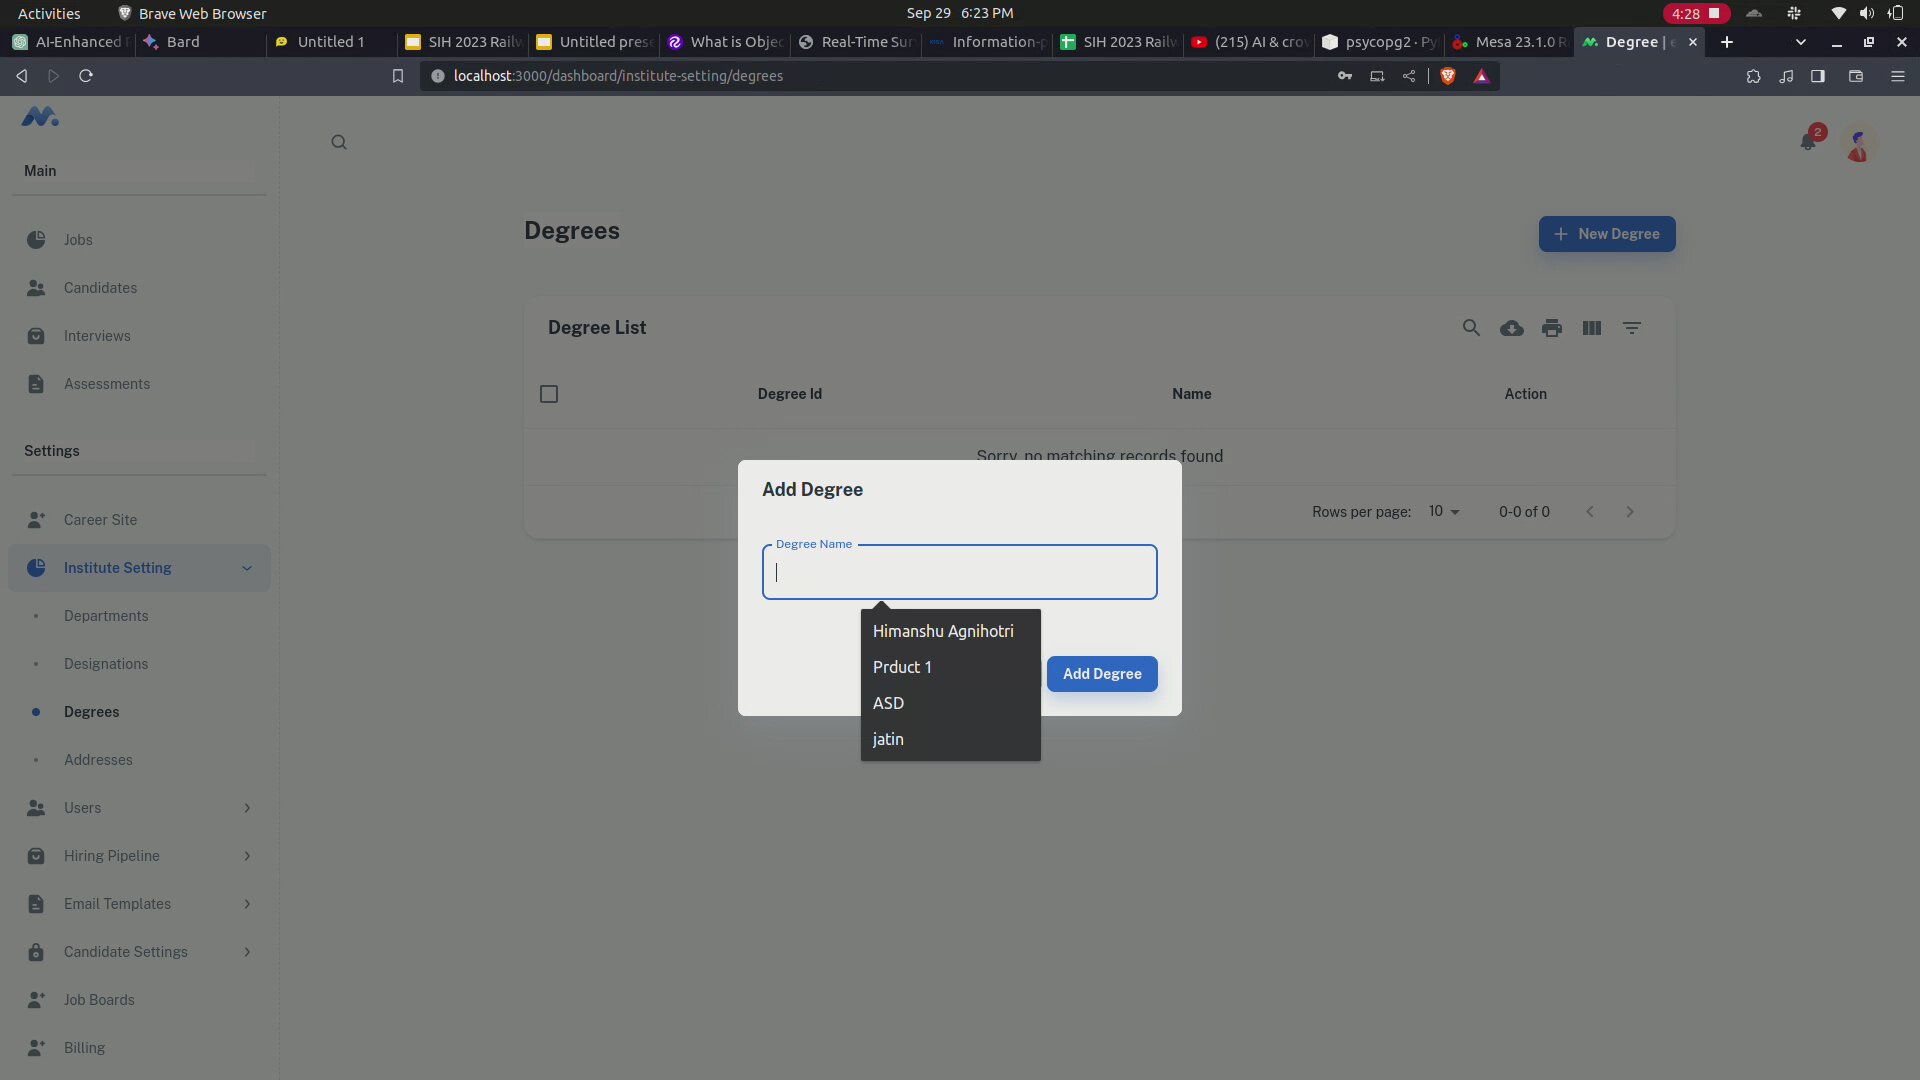 Activities
Brave Web Browser
Sep 29 6:23 PM
4:28
AI-Enhanced
Bard
Untitled 1
SIH 2023 Railw
Untitled prese
What is Objec
Real-Time Sur
Information-p
SIH 2023 Railw
(215) AI & crow
psycopg2 · Py
Mesa 23.1.0 R
Degree |
localhost:3000/dashboard/institute-setting/degrees
Main
2
Jobs
Candidates
Interviews
Assessments
Settings
Career Site
Institute Setting
Departments
Designations
Degrees
Addresses
Users
Hiring Pipeline
Email Templates
Candidate Settings
Job Boards
Billing
Degrees
New Degree
Degree List
Degree Id
Name
Action
Sorry, no matching records found
Rows per page: 10
0-0 of 0
Add Degree
Degree Name
Himanshu Agnihotri
Prduct 1
ASD
jatin
Add Degree